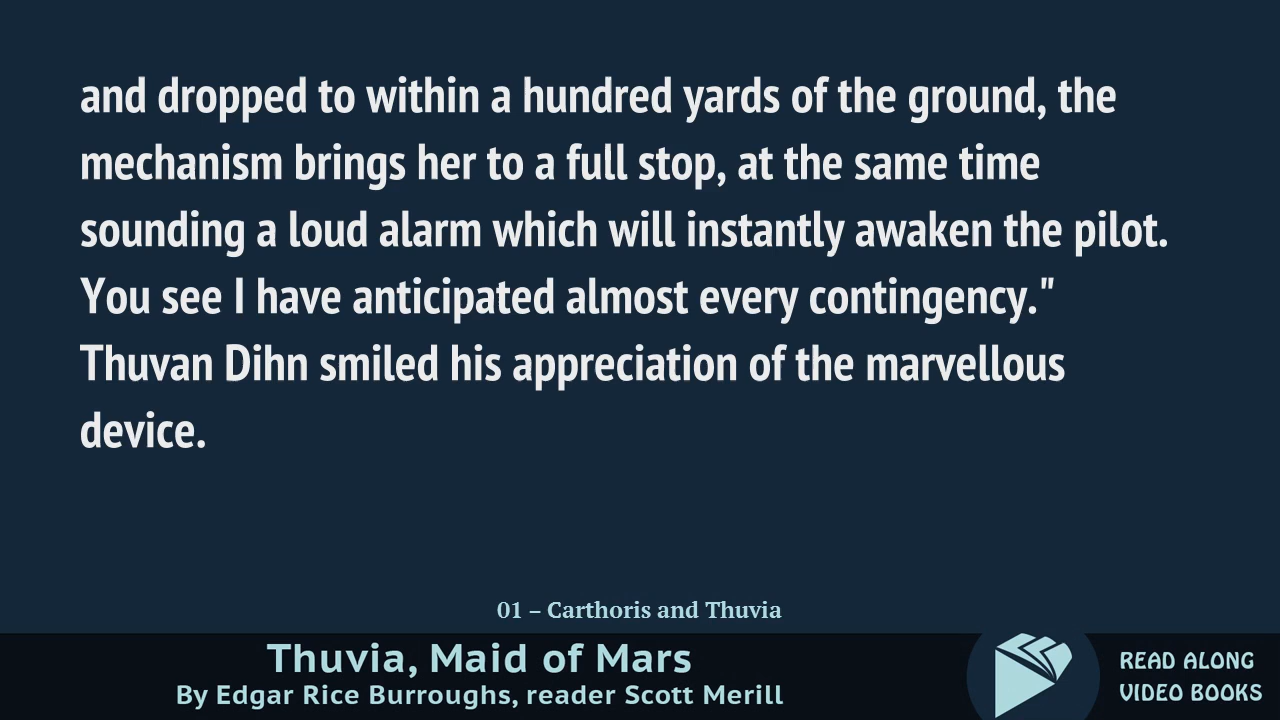 and dropped to within a hundred yards of the ground, the
mechanism brings her to a full stop, at the same time
sounding a loud alarm which will instantly awaken the pilot.
You see I have anticipated almost every contingency."
Thuvan Dihn smiled his appreciation of the marvellous
device.
01 – Carthoris and Thuvia
Thuvia, Maid of Mars
By Edgar Rice Burroughs, reader Scott Merill
READ ALONG
VIDEO BOOKS